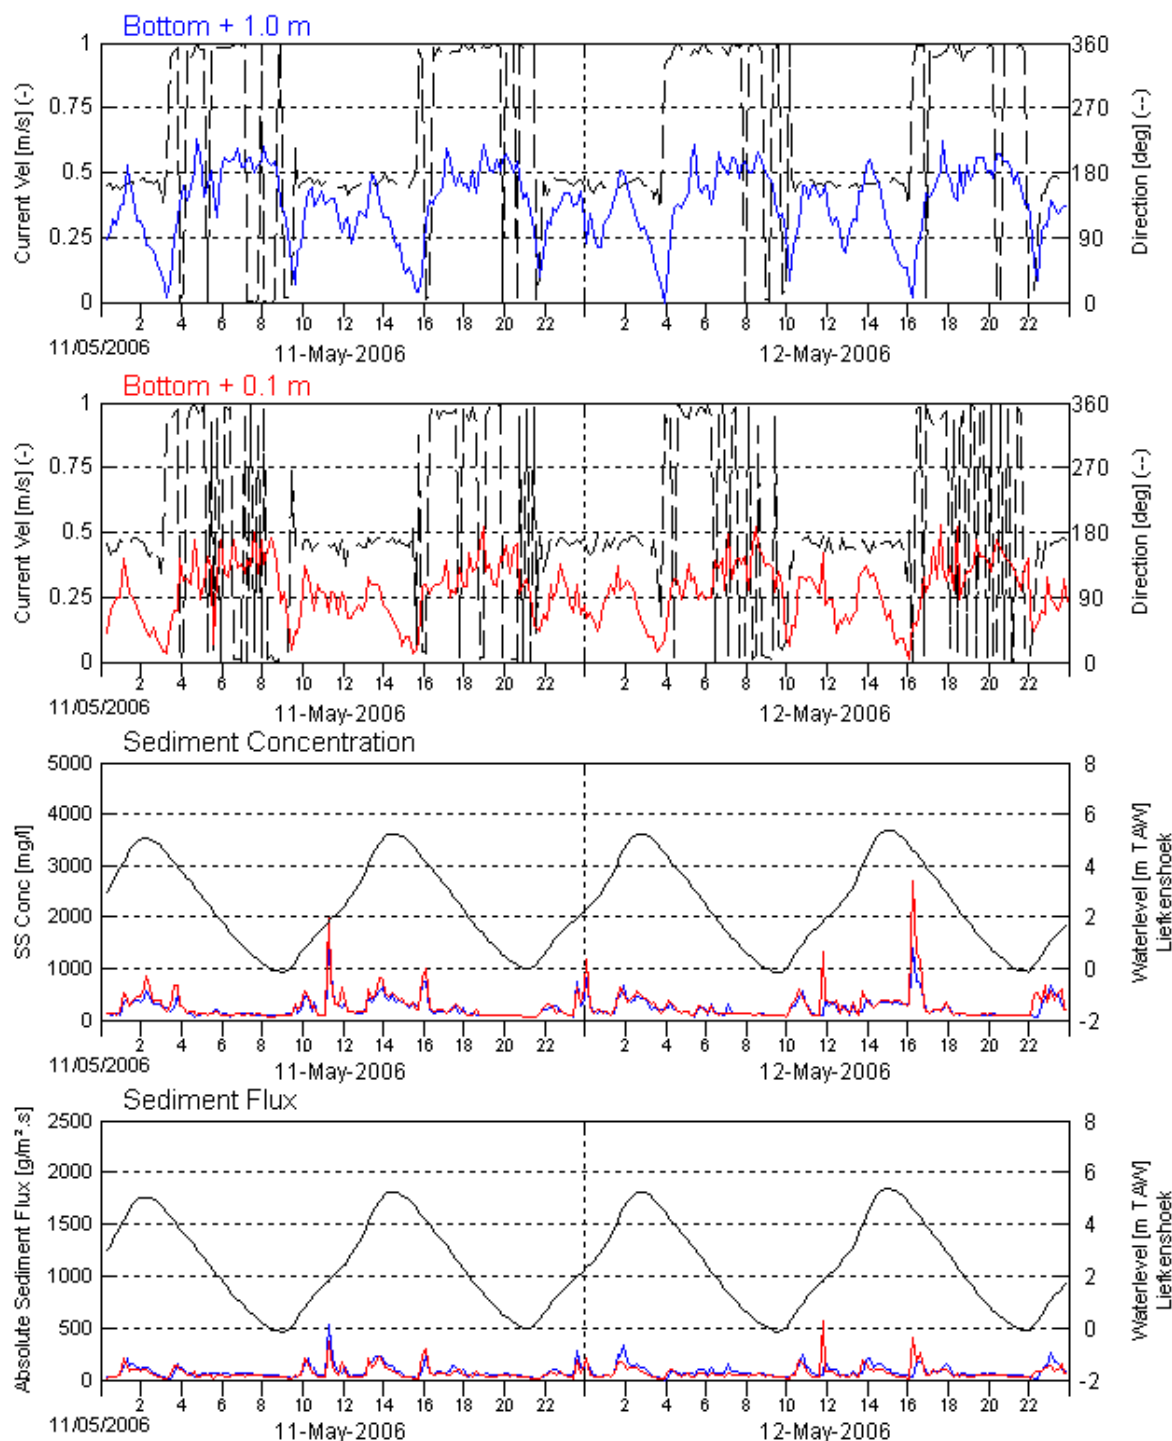 Bottom + 1.0 m
Current Vel [m/s] (-)
1
0.75
0.5
0.25
0
360
270
180
90
0
Direction [deg] (--)
2 4 6 8 10 12 14 16 18 20 22 2 4 6 8 10 12 14 16 18 20 22
11/05/2006 11-May-2006 12-May-2006
Bottom + 0.1 m
Current Vel [m/s] (-)
1
0.75
0.5
0.25
0
360
270
180
90
0
Direction [deg] (--)
2 4 6 8 10 12 14 16 18 20 22 2 4 6 8 10 12 14 16 18 20 22
11/05/2006 11-May-2006 12-May-2006
Sediment Concentration
SS Conc [mg/l]
5000
4000
3000
2000
1000
0
8
6
4
2
0
-2
Waterlevel [m TAW]
Liefkenshoek
2 4 6 8 10 12 14 16 18 20 22 2 4 6 8 10 12 14 16 18 20 22
11/05/2006 11-May-2006 12-May-2006
Sediment Flux
Absolute Sediment Flux [g/m².s]
2500
2000
1500
1000
500
0
8
6
4
2
0
-2
Waterlevel [m TAW]
Liefkenshoek
2 4 6 8 10 12 14 16 18 20 22 2 4 6 8 10 12 14 16 18 20 22
11/05/2006 11-May-2006 12-May-2006